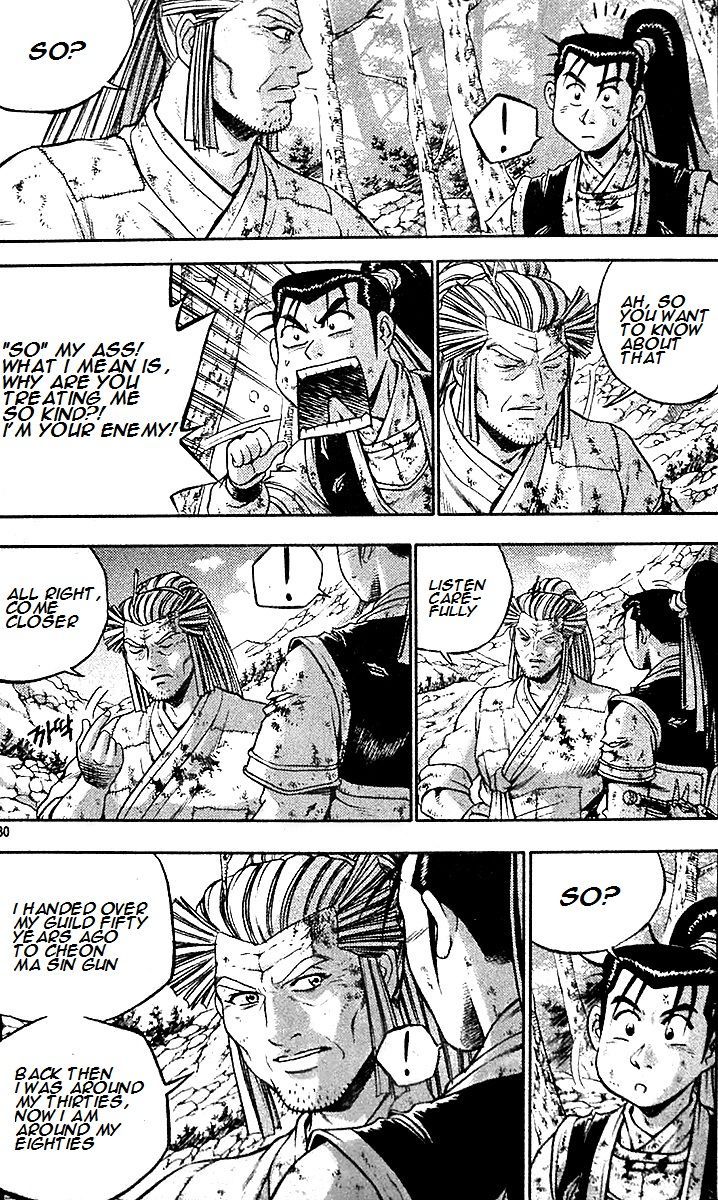 SO?
!
"SO" MY ASS!
WHAT I MEAN IS,
WHY ARE YOU
TREATING ME
SO KIND?!
I'M YOUR ENEMY!
AH, SO
YOU WANT
TO KNOW
ABOUT
THAT
ALL RIGHT,
COME
CLOSER
!
까딱
LISTEN
CARE-
FULLY
30
I HANDED OVER
MY GUILD FIFTY
YEARS AGO
TO CHEON
MA SIN GUN
BACK THEN
I WAS AROUND
MY THIRTIES,
NOW I AM
AROUND MY
EIGHTIES
!
SO?